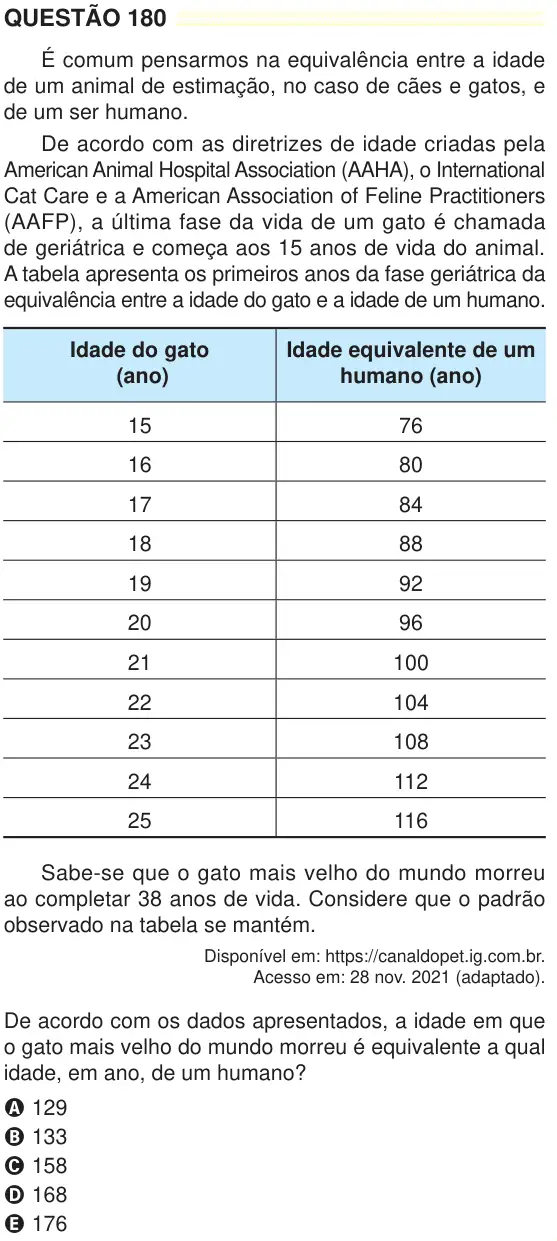 QUESTÃO 180
É comum pensarmos na equivalência entre a idade
de um animal de estimação, no caso de cães e gatos, e
de um ser humano.
De acordo com as diretrizes de idade criadas pela
American Animal Hospital Association (AAHA), o International
Cat Care e a American Association of Feline Practitioners
(AAFP), a última fase da vida de um gato é chamada
de geriátrica e começa aos 15 anos de vida do animal.
A tabela apresenta os primeiros anos da fase geriátrica da
equivalência entre a idade do gato e a idade de um humano.
Idade do gato
(ano)
Idade equivalente de um
humano (ano)
15 76
16 80
17 84
18 88
19 92
20 96
21 100
22 104
23 108
24 112
25 116
Sabe-se que o gato mais velho do mundo morreu
ao completar 38 anos de vida. Considere que o padrão
observado na tabela se mantém.
Disponível em: https://canaldopet.ig.com.br.
Acesso em: 28 nov. 2021 (adaptado).
De acordo com os dados apresentados, a idade em que
o gato mais velho do mundo morreu é equivalente a qual
idade, em ano, de um humano?
A 129
B 133
C 158
D 168
E 176